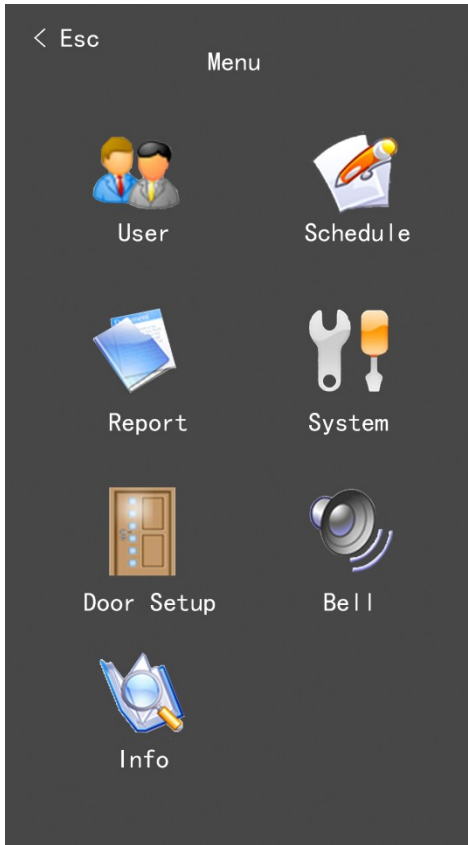 < Esc
Menu
User
Schedule
Report
System
Door Setup
Bell
Info